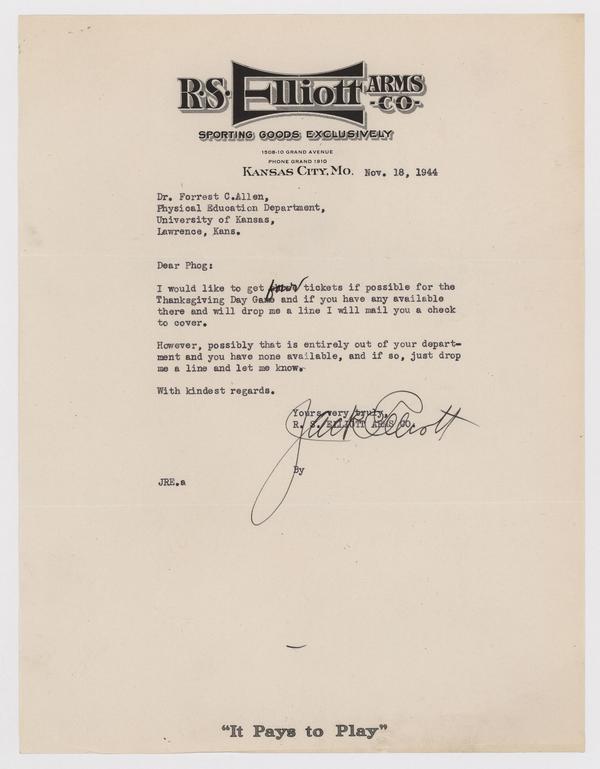 R.S. Elliott ARMS CO.
SPORTING GOODS EXCLUSIVELY
1508-10 GRAND AVENUE
PHONE GRAND 1810
KANSAS CITY, MO. Nov. 18, 1944
Dr. Forrest C.Allen,
Physical Education Department,
University of Kansas,
Lawrence, Kans.
Dear Phog:
I would like to get four tickets if possible for the
Thanksgiving Day Game and if you have any available
there and will drop me a line I will mail you a check
to cover.
However, possibly that is entirely out of your depart-
ment and you have none available, and if so, just drop
me a line and let me know.
With kindest regards.
Yours very truly,
R. S. ELLIOTT ARMS CO.
Jack Elliott
By
JRE.a
"It Pays to Play"